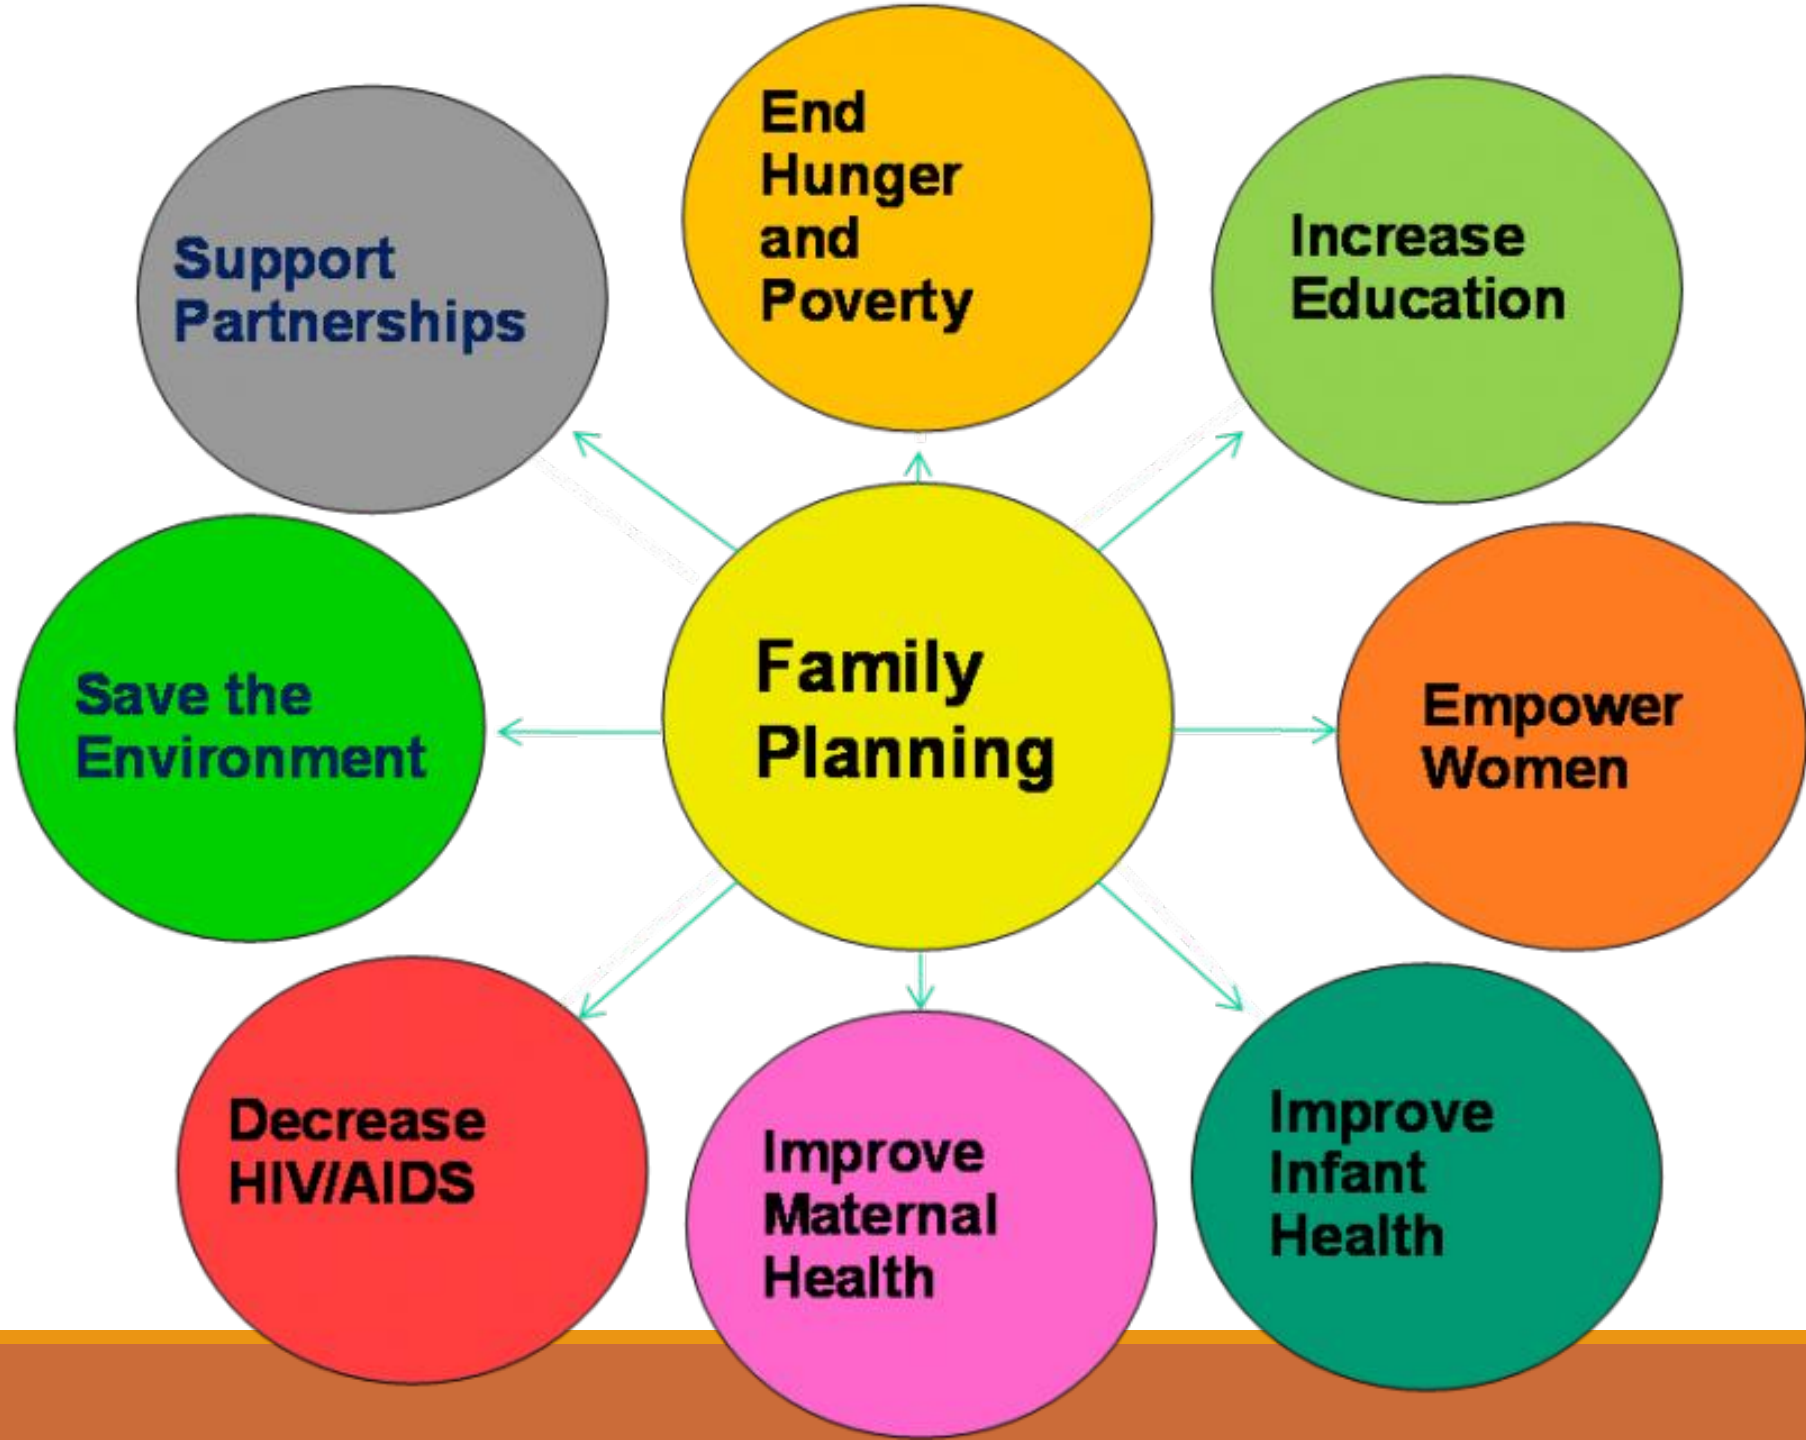 End
Hunger
and
Poverty
Increase
Education
Support
Partnerships
Family
Planning
Empower
Women
Save the
Environment
Improve
Infant
Health
Decrease
HIV/AIDS
Improve
Maternal
Health